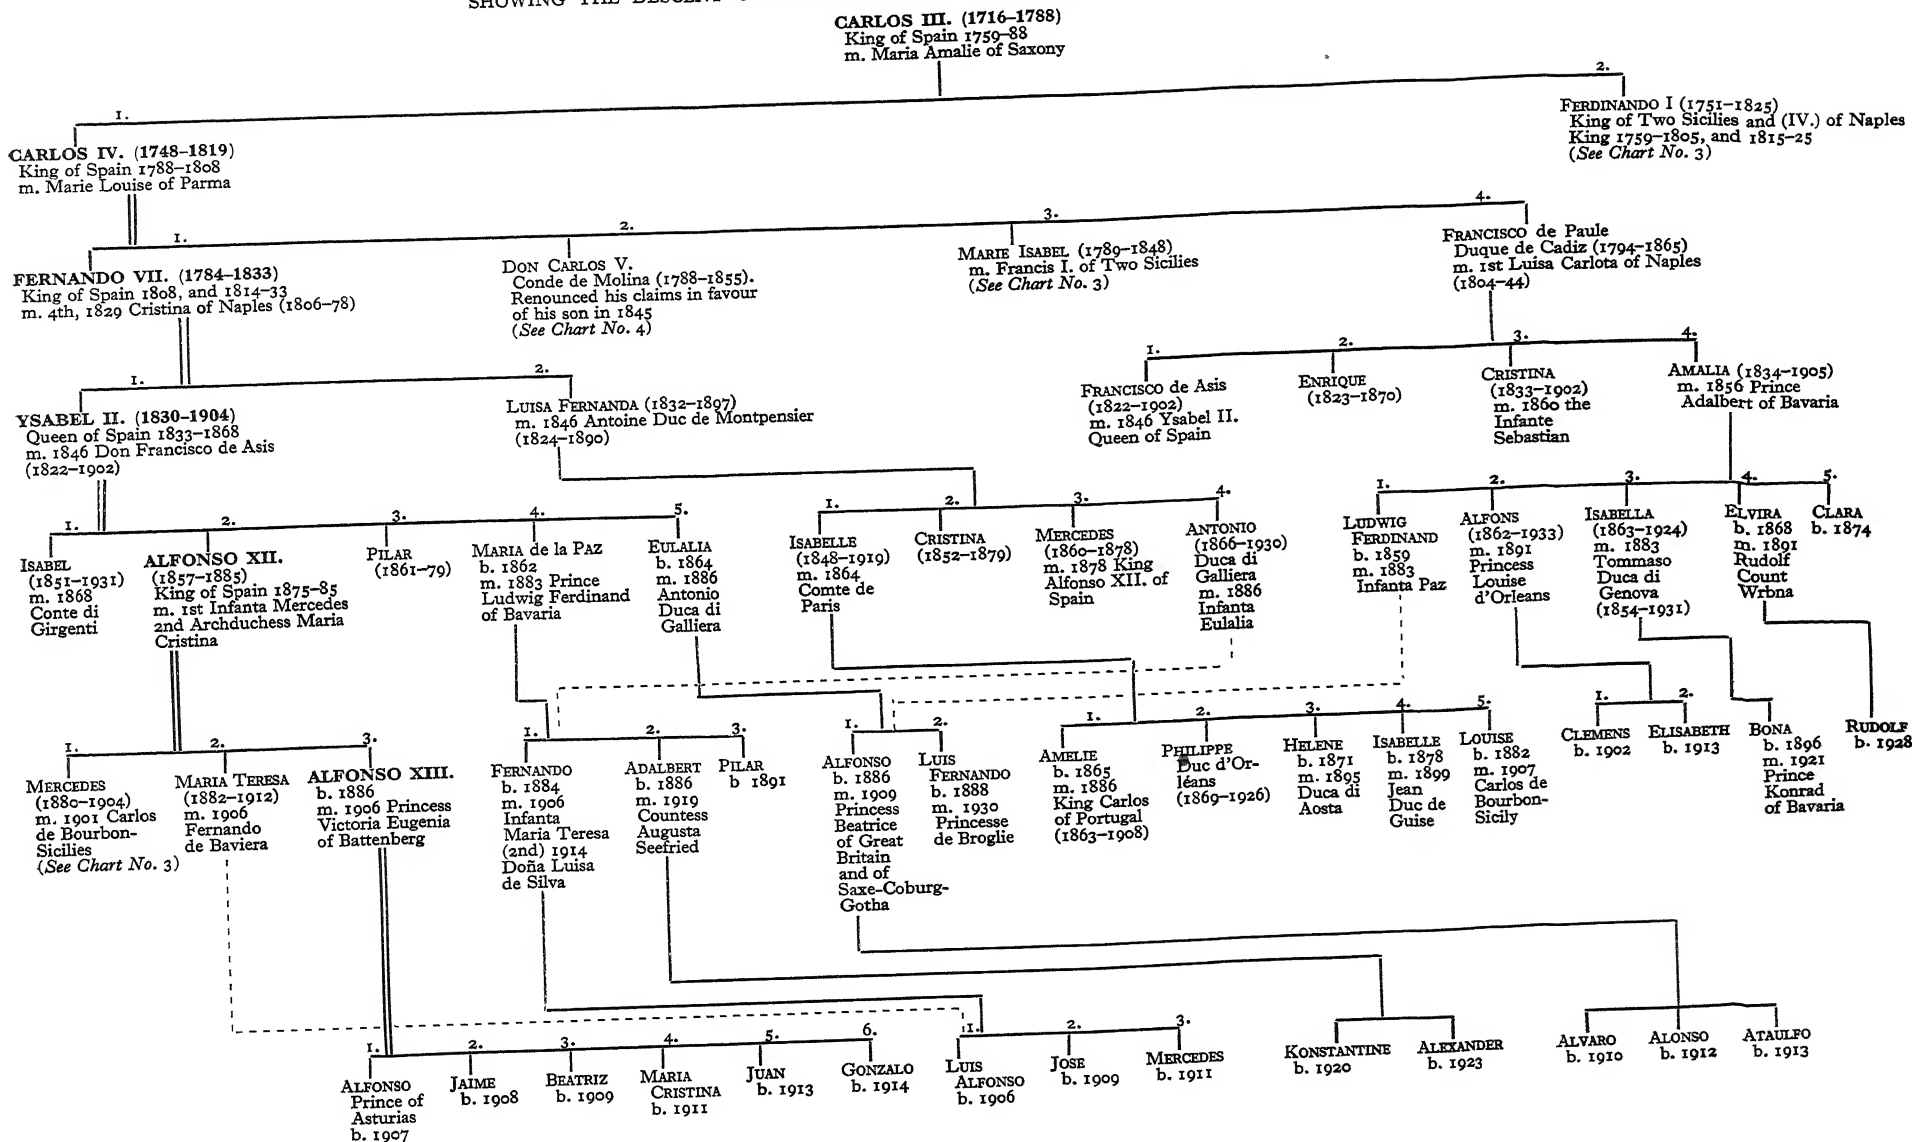 SHOWING THE DESCENT
CARLOS III. (1716–1788)
King of Spain 1759–88
m. Maria Amalie of Saxony
1.
2.
CARLOS IV. (1748–1819)
King of Spain 1788–1808
m. Marie Louise of Parma
FERDINANDO I (1751–1825)
King of Two Sicilies and (IV.) of Naples
King 1759–1805, and 1815–25
(See Chart No. 3)
1.
2.
3.
4.
FERNANDO VII. (1784–1833)
King of Spain 1808, and 1814–33
m. 4th, 1829 Cristina of Naples (1806–78)
DON CARLOS V.
Conde de Molina (1788–1855).
Renounced his claims in favour
of his son in 1845
(See Chart No. 4)
MARIE ISABEL (1789–1848)
m. Francis I. of Two Sicilies
(See Chart No. 3)
FRANCISCO de Paule
Duque de Cadiz (1794–1865)
m. 1st Luisa Carlota of Naples
(1804–44)
1.
2.
YSABEL II. (1830–1904)
Queen of Spain 1833–1868
m. 1846 Don Francisco de Asis
(1822–1902)
LUISA FERNANDA (1832–1897)
m. 1846 Antoine Duc de Montpensier
(1824–1890)
1.
2.
3.
4.
FRANCISCO de Asis
(1822–1902)
m. 1846 Ysabel II.
Queen of Spain
ENRIQUE
(1823–1870)
CRISTINA
(1833–1902)
m. 1860 the
Infante
Sebastian
AMALIA (1834–1905)
m. 1856 Prince
Adalbert of Bavaria
1.
2.
3.
4.
5.
ISABEL
(1851–1931)
m. 1868
Conte di
Girgenti
ALFONSO XII.
(1857–1885)
King of Spain 1875–85
m. 1st Infanta Mercedes
2nd Archduchess Maria
Cristina
PILAR
(1861–79)
MARIA de la Paz
b. 1862
m. 1883 Prince
Ludwig Ferdinand
of Bavaria
EULALIA
b. 1864
m. 1886
Antonio
Duca di
Galliera
1.
2.
3.
4.
ISABELLE
(1848–1919)
m. 1864
Comte de
Paris
CRISTINA
(1852–1879)
MERCEDES
(1860–1878)
m. 1878 King
Alfonso XII. of
Spain
ANTONIO
(1866–1930)
Duca di
Galliera
m. 1886
Infanta
Eulalia
1.
2.
3.
4.
5.
LUDWIG
FERDINAND
b. 1859
m. 1883
Infanta Paz
ALFONS
(1862–1933)
m. 1891
Princess
Louise
d'Orleans
ISABELLA
(1863–1924)
m. 1883
Tommaso
Duca di
Genova
(1854–1931)
ELVIRA
b. 1868
m. 1891
Rudolf
Count
Wrbna
CLARA
b. 1874
1.
2.
3.
MERCEDES
(1880–1904)
m. 1901 Carlos
de Bourbon-
Sicilies
(See Chart No. 3)
MARIA TERESA
(1882–1912)
m. 1906
Fernando
de Baviera
ALFONSO XIII.
b. 1886
m. 1906 Princess
Victoria Eugenia
of Battenberg
1.
2.
3.
FERNANDO
b. 1884
m. 1906
Infanta
Maria Teresa
(2nd) 1914
Doña Luisa
de Silva
ADALBERT
b. 1886
m. 1919
Countess
Augusta
Seefried
PILAR
b 1891
1.
2.
ALFONSO
b. 1886
m. 1909
Princess
Beatrice
of Great
Britain
and of
Saxe-Coburg-
Gotha
LUIS
FERNANDO
b. 1888
m. 1930
Princesse
de Broglie
1.
2.
3.
4.
5.
AMELIE
b. 1865
m. 1886
King Carlos
of Portugal
(1863–1908)
PHILIPPE
Duc d'Or-
léans
(1869–1926)
HELENE
b. 1871
m. 1895
Duca di
Aosta
ISABELLE
b. 1878
m. 1899
Jean
Duc de
Guise
LOUISE
b. 1882
m. 1907
Carlos de
Bourbon-
Sicily
1.
2.
CLEMENS
b. 1902
ELISABETH
b. 1913
BONA
b. 1896
m. 1921
Prince
Konrad
of Bavaria
RUDOLF
b. 1928
1.
2.
3.
4.
5.
6.
ALFONSO
Prince of
Asturias
b. 1907
JAIME
b. 1908
BEATRIZ
b. 1909
MARIA
CRISTINA
b. 1911
JUAN
b. 1913
GONZALO
b. 1914
1.
2.
3.
LUIS
ALFONSO
b. 1906
JOSE
b. 1909
MERCEDES
b. 1911
KONSTANTINE
b. 1920
ALEXANDER
b. 1923
ALVARO
b. 1910
ALONSO
b. 1912
ATAULFO
b. 1913